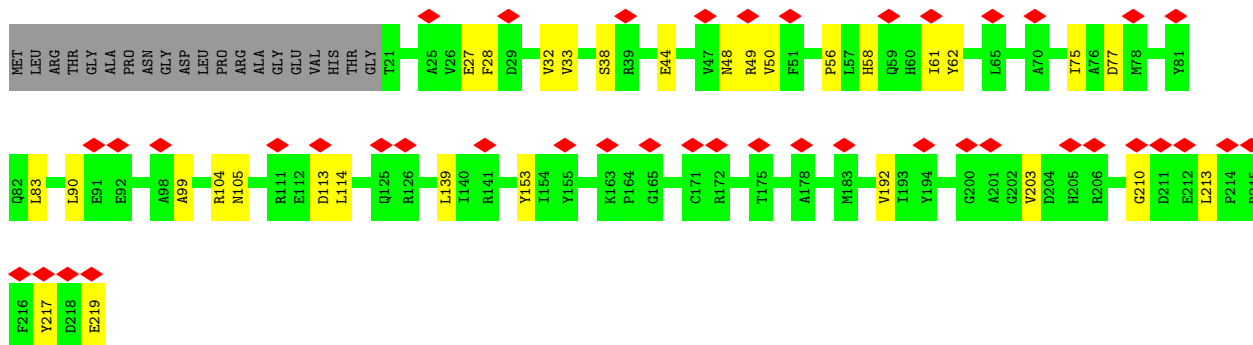 MET LEU ARG THR GLY ALA PRO ASN GLY ASP LEU PRO ARG ALA GLY GLU VAL HIS THR GLY T21 A25 V26 E27 F28 D29 V32 V33 S38 R39 E44 V47 N48 R49 V50 F51 P56 L57 H58 Q59 H60 I61 Y62 L65 A70 I75 A76 D77 M78 Y81
Q82 L83 L90 E91 E92 A98 A99 R104 N105 R111 E112 D113 L114 Q125 R126 L139 I140 R141 Y153 I154 Y155 K163 P164 G165 C171 R172 T175 A178 M183 V192 I193 Y194 G200 A201 G202 V203 D204 H205 R206 G210 D211 E212 L213 P214
F216 Y217 D218 E219